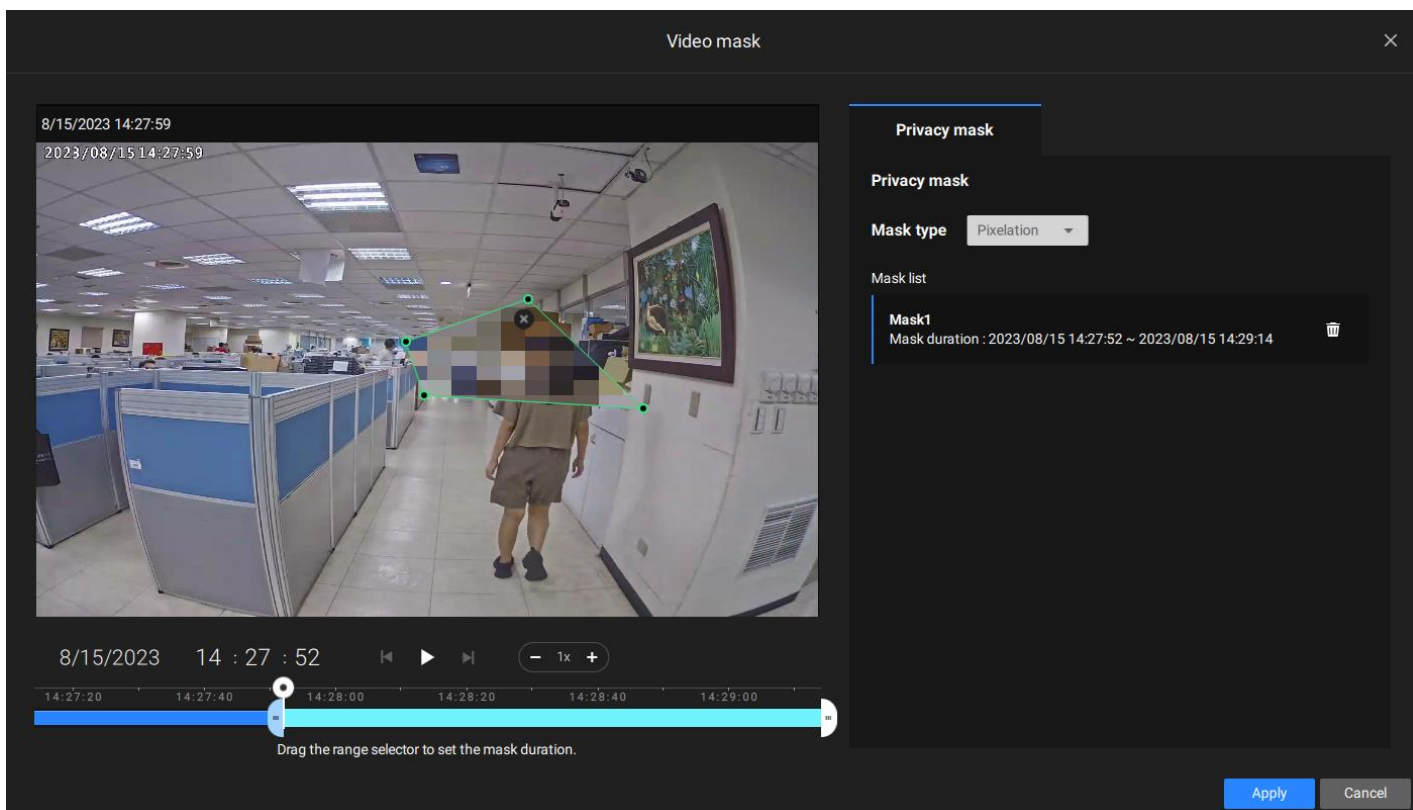 Video mask
8/15/2023 14:27:59
2023/08/15 14:27:59
Privacy mask
Privacy mask
Mask type Pixelation
Mask list
Mask1
Mask duration : 2023/08/15 14:27:52 ~ 2023/08/15 14:29:14
8/15/2023 14 : 27 : 52 1x
14:27:20 14:27:40 14:28:00 14:28:20 14:28:40 14:29:00
Drag the range selector to set the mask duration.
Apply Cancel